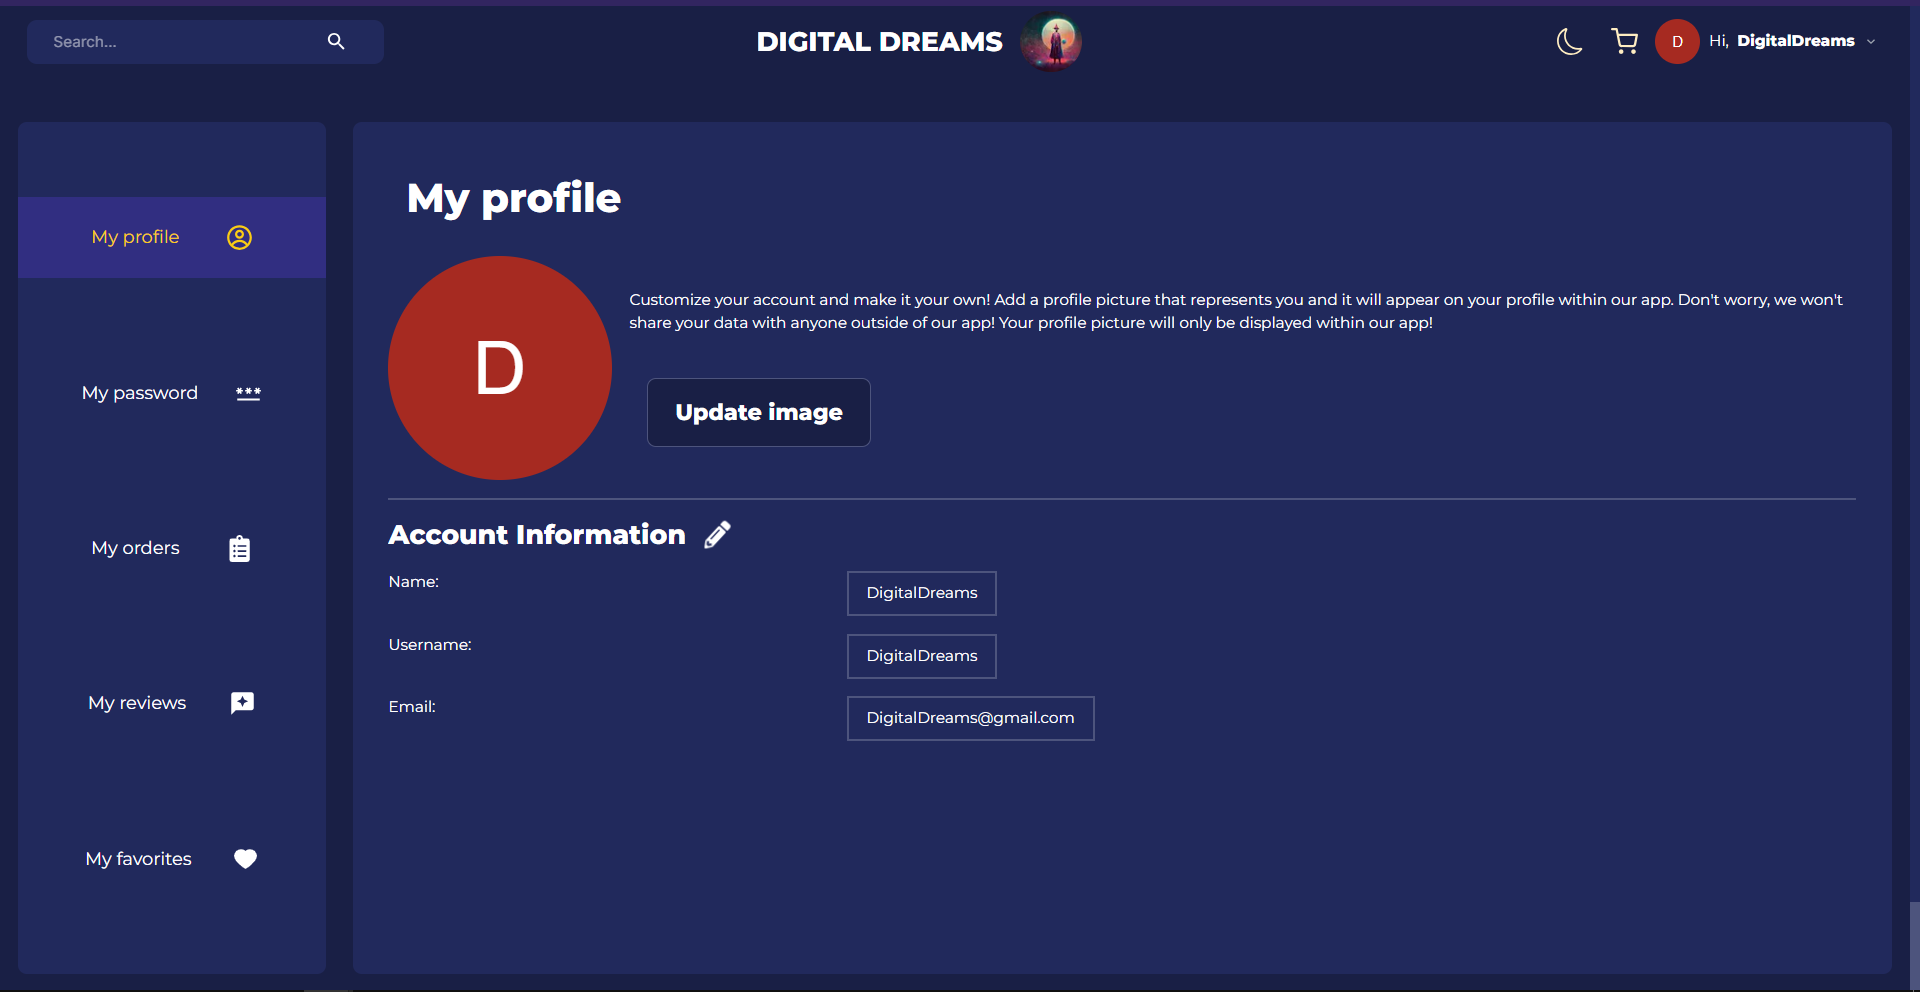 Search...
DIGITAL DREAMS
D
Hi, DigitalDreams
My profile
My password
***
My orders
My reviews
My favorites
My profile
D
Customize your account and make it your own! Add a profile picture that represents you and it will appear on your profile within our app. Don't worry, we won't
share your data with anyone outside of our app! Your profile picture will only be displayed within our app!
Update image
Account Information
Name:
DigitalDreams
Username:
DigitalDreams
Email:
DigitalDreams@gmail.com